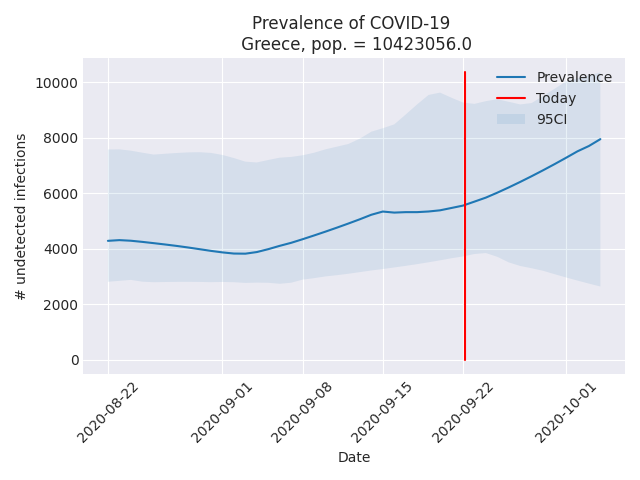 Prevalence of COVID-19
Greece, pop. = 10423056.0
Prevalence
Today
95CI
10000
8000
6000
4000
2000
0
# undetected infections
2020-08-22
2020-09-01
2020-09-08
2020-09-15
2020-09-22
2020-10-01
Date